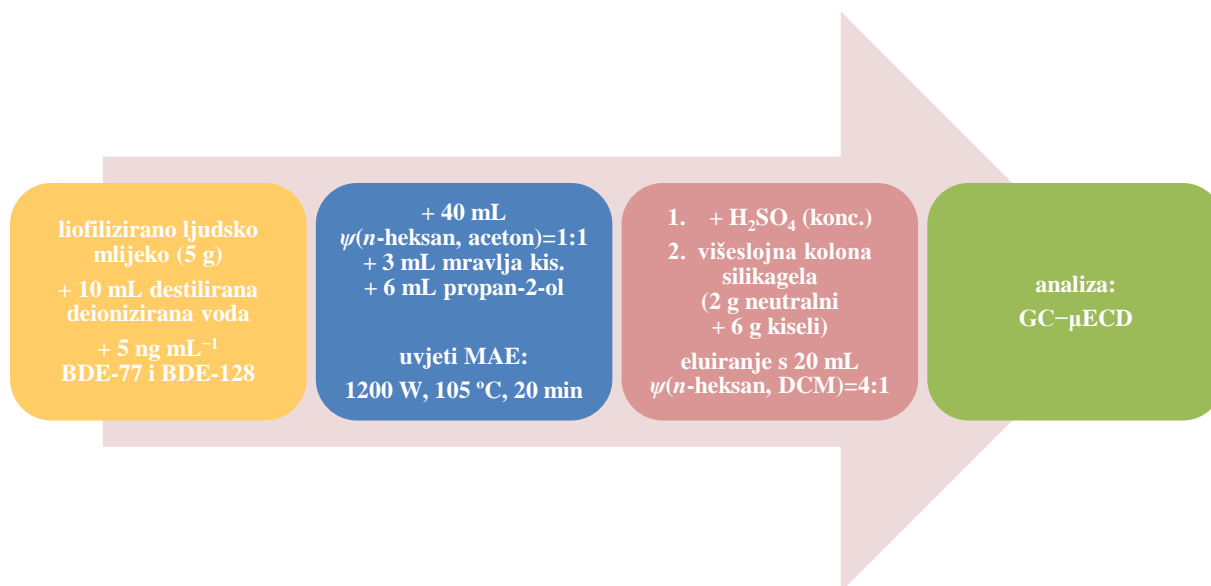 liofilizirano ljudsko
mlijeko (5 g)
+ 10 mL destilirana
deionizirana voda
+ 5 ng mL⁻¹
BDE-77 i BDE-128
+ 40 mL
ψ(n-heksan, aceton)=1:1
+ 3 mL mravlja kis.
+ 6 mL propan-2-ol
uvjeti MAE:
1200 W, 105 ºC, 20 min
1. + H₂SO₄ (konc.)
2. višeslojna kolona
silikagela
(2 g neutralni
+ 6 g kiseli)
eluiranje s 20 mL
ψ(n-heksan, DCM)=4:1
analiza:
GC−μECD